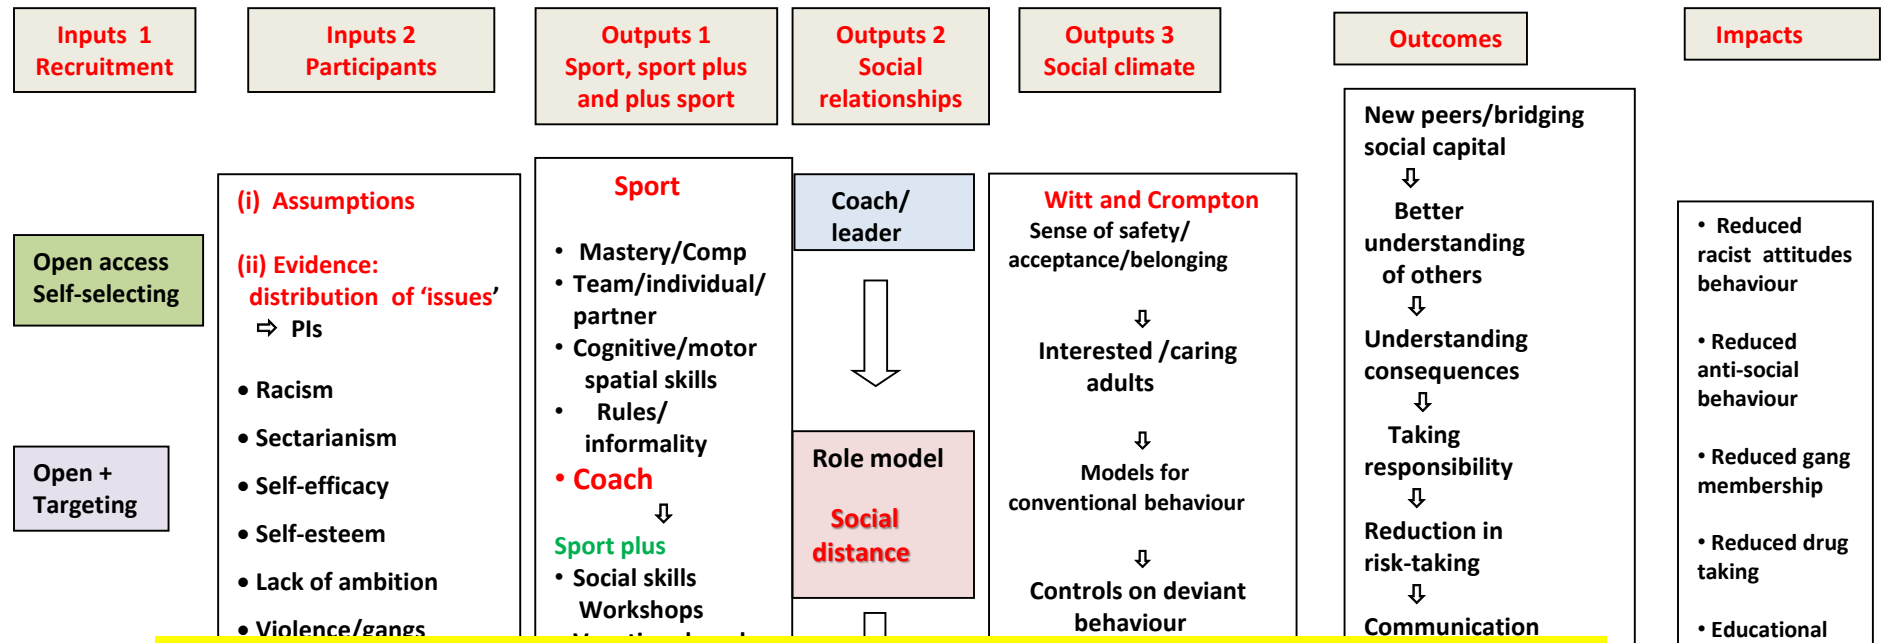 Inputs 1
Recruitment
Inputs 2
Participants
Outputs 1
Sport, sport plus
and plus sport
Outputs 2
Social
relationships
Outputs 3
Social climate
Outcomes
Impacts
Open access
Self-selecting
Open +
Targeting
(i) Assumptions
(ii) Evidence:
distribution of ‘issues’
⇨ PIs
• Racism
• Sectarianism
• Self-efficacy
• Self-esteem
• Lack of ambition
• Violence/gangs
Sport
• Mastery/Comp
• Team/individual/
partner
• Cognitive/motor
spatial skills
• Rules/
informality
• Coach
Sport plus
• Social skills
Workshops
Coach/
leader
Role model
Social
distance
Witt and Crompton
Sense of safety/
acceptance/belonging
Interested /caring
adults
Models for
conventional behaviour
Controls on deviant
behaviour
New peers/bridging
social capital
Better
understanding
of others
Understanding
consequences
Taking
responsibility
Reduction in
risk-taking
Communication
• Reduced
racist attitudes
behaviour
• Reduced
anti-social
behaviour
• Reduced gang
membership
• Reduced drug
taking
• Educational